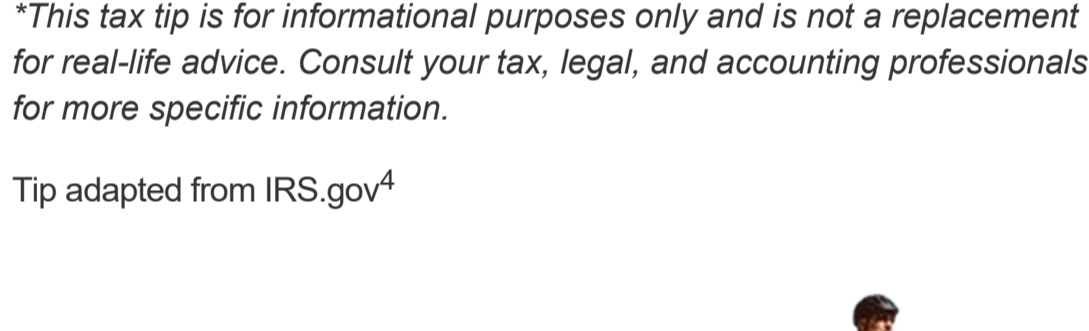 *This tax tip is for informational purposes only and is not a replacement
for real-life advice. Consult your tax, legal, and accounting professionals
for more specific information.
Tip adapted from IRS.gov4